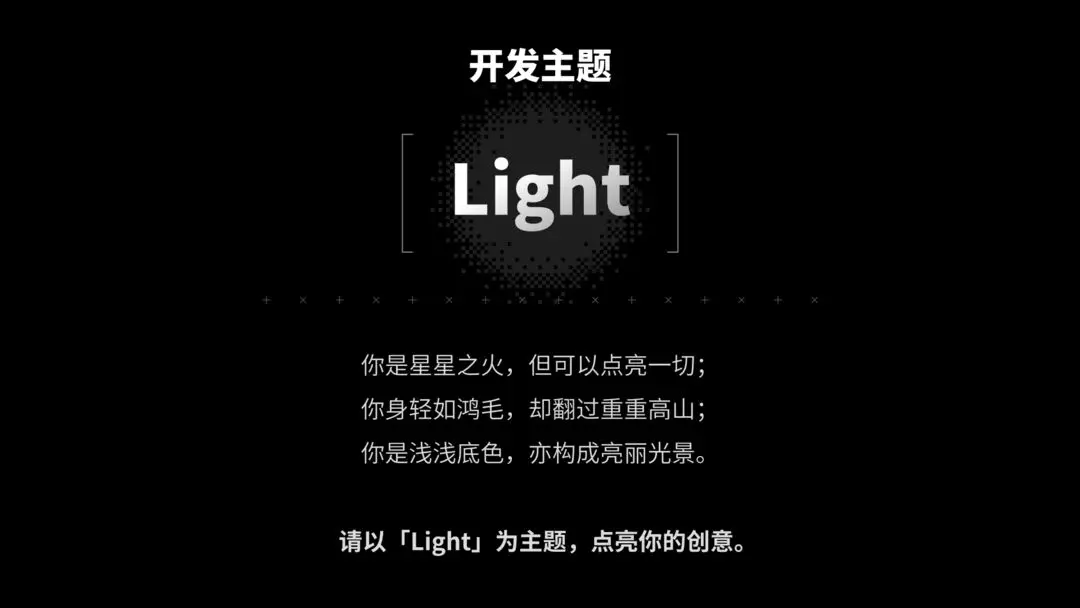 开发主题
Light
你是星星之火，但可以点亮一切；
你身轻如鸿毛，却翻过重重高山；
你是浅浅底色，亦构成亮丽光景。
请以「Light」为主题，点亮你的创意。